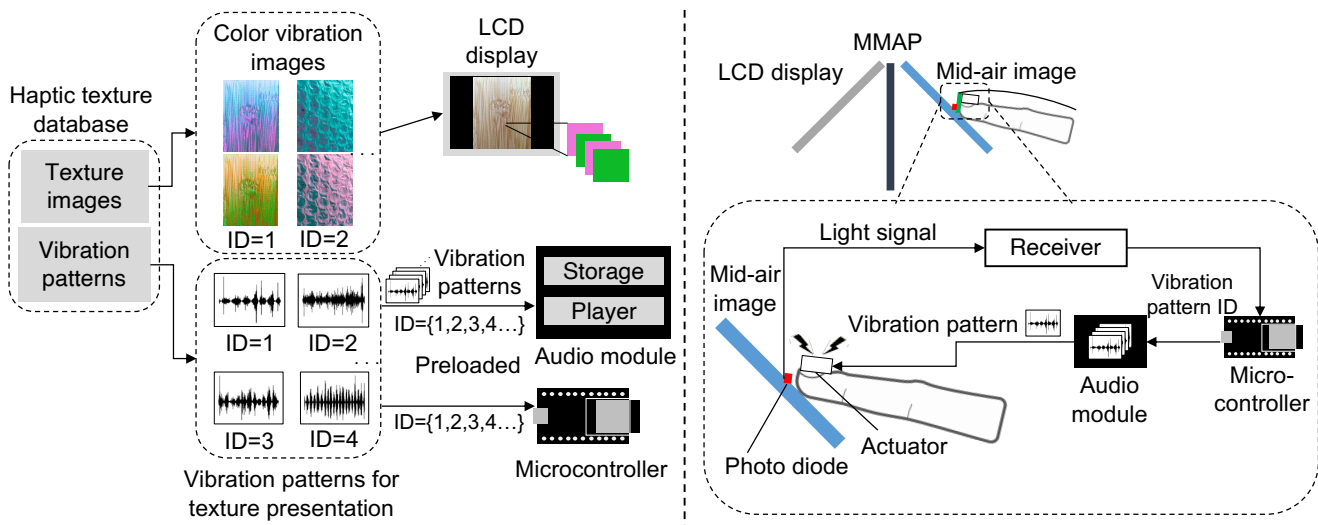 Haptic texture
database
Texture
images
Vibration
patterns
Color vibration
images
ID=1 ID=2
LCD
display
ID=1 ID=2
ID=3 ID=4
Vibration patterns for
texture presentation
Vibration
patterns
ID={1,2,3,4…}
Preloaded
ID={1,2,3,4…}
Storage
Player
Audio module
Microcontroller
MMAP
LCD display
Mid-air image
Light signal
Receiver
Mid-air
image
Vibration
pattern ID
Vibration pattern
Audio
module
Micro-
controller
Actuator
Photo diode